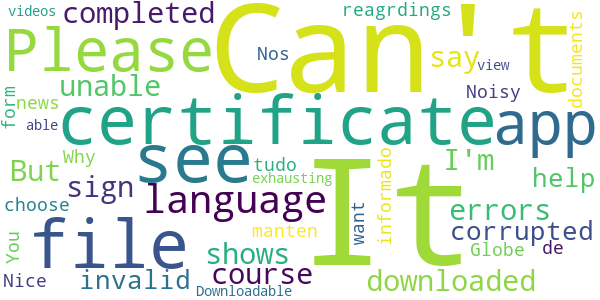 videos
completed
Can't
reagrdings
Please
Nos
say
view
documents
unable
Noisy
form
news
certificate
app
able
Why
see
I'm
It
But
tudo
sign
exhausting
help
language
informado
want
choose
errors
You
file
manten
corrupted
shows
Globe
de
Nice
invalid
course
downloaded
Downloadable